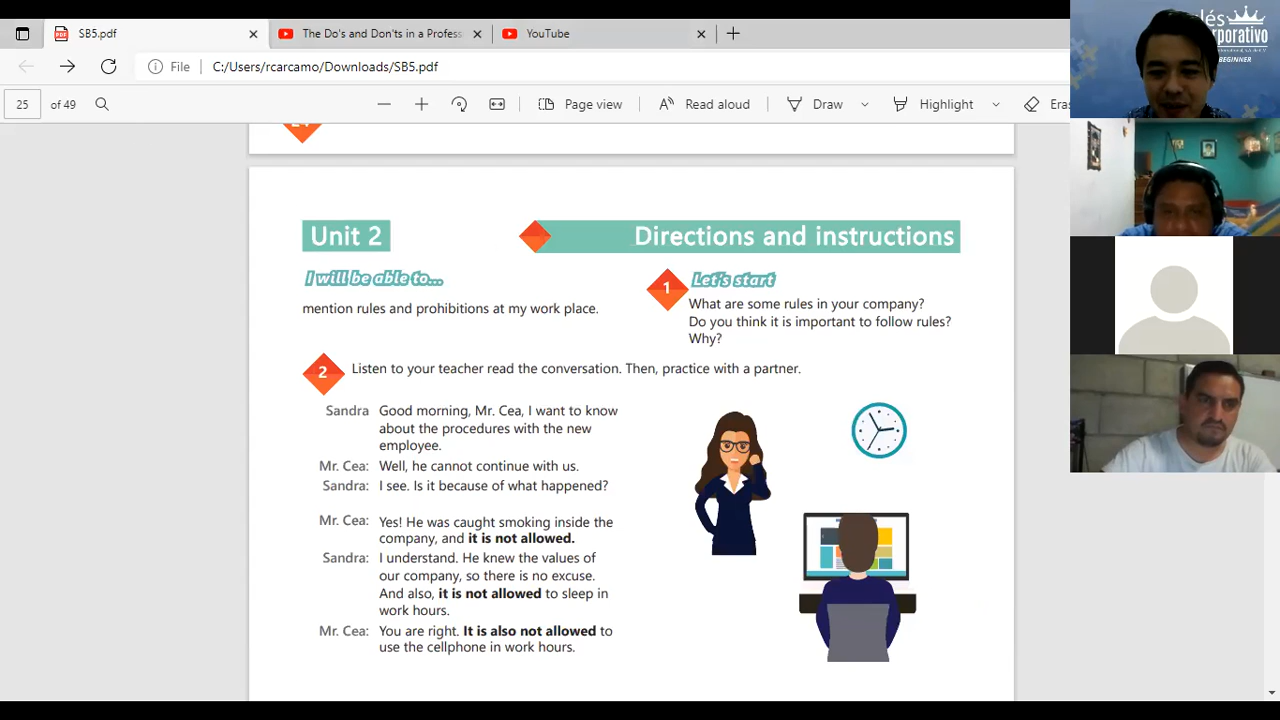 SB5.pdf
The Do's and Don'ts in a Profess
YouTube
File
C:/Users/rcarcamo/Downloads/SB5.pdf
25
of 49
Page view
Read aloud
Draw
Highlight
Unit 2
Directions and instructions
I will be able to...
mention rules and prohibitions at my work place.
1
Let's start
What are some rules in your company?
Do you think it is important to follow rules?
Why?
2
Listen to your teacher read the conversation. Then, practice with a partner.
Sandra Good morning, Mr. Cea, I want to know
about the procedures with the new
employee.
Mr. Cea: Well, he cannot continue with us.
Sandra: I see. Is it because of what happened?
Mr. Cea: Yes! He was caught smoking inside the
company, and it is not allowed.
Sandra: I understand. He knew the values of
our company, so there is no excuse.
And also, it is not allowed to sleep in
work hours.
Mr. Cea: You are right. It is also not allowed to
use the cellphone in work hours.
BEGINNER